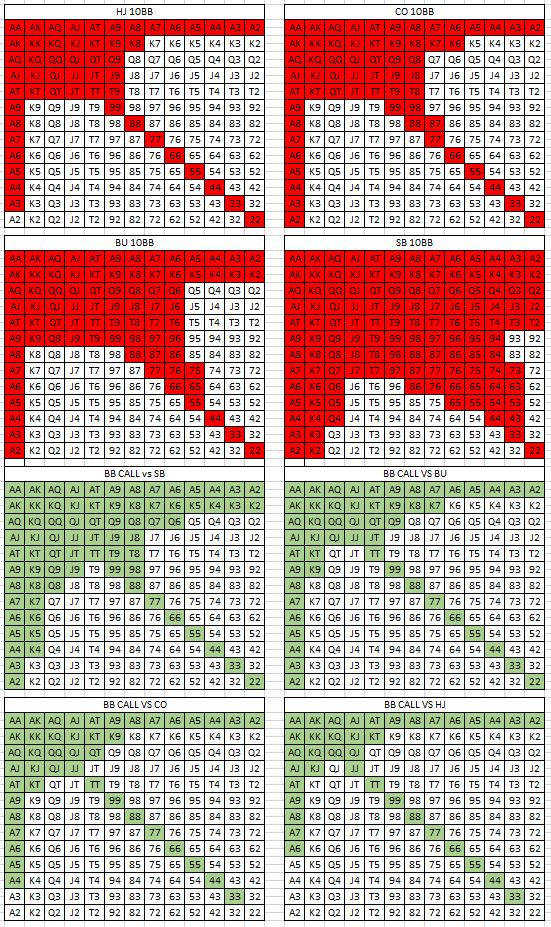 HJ 10BB
AA AK AQ AJ AT A9 A8 A7 A6 A5 A4 A3 A2
AK KK KQ KJ KT K9 K8 K7 K6 K5 K4 K3 K2
AQ KQ QQ QJ QT Q9 Q8 Q7 Q6 Q5 Q4 Q3 Q2
AJ KJ QJ JJ JT J9 J8 J7 J6 J5 J4 J3 J2
AT KT QT JT TT T9 T8 T7 T6 T5 T4 T3 T2
A9 K9 Q9 J9 T9 99 98 97 96 95 94 93 92
A8 K8 Q8 J8 T8 98 88 87 86 85 84 83 82
A7 K7 Q7 J7 T7 97 87 77 76 75 74 73 72
A6 K6 Q6 J6 T6 96 86 76 66 65 64 63 62
A5 K5 Q5 J5 T5 95 85 75 65 55 54 53 52
A4 K4 Q4 J4 T4 94 84 74 64 54 44 43 42
A3 K3 Q3 J3 T3 93 83 73 63 53 43 33 32
A2 K2 Q2 J2 T2 92 82 72 62 52 42 32 22
CO 10BB
AA AK AQ AJ AT A9 A8 A7 A6 A5 A4 A3 A2
AK KK KQ KJ KT K9 K8 K7 K6 K5 K4 K3 K2
AQ KQ QQ QJ QT Q9 Q8 Q7 Q6 Q5 Q4 Q3 Q2
AJ KJ QJ JJ JT J9 J8 J7 J6 J5 J4 J3 J2
AT KT QT JT TT T9 T8 T7 T6 T5 T4 T3 T2
A9 K9 Q9 J9 T9 99 98 97 96 95 94 93 92
A8 K8 Q8 J8 T8 98 88 87 86 85 84 83 82
A7 K7 Q7 J7 T7 97 87 77 76 75 74 73 72
A6 K6 Q6 J6 T6 96 86 76 66 65 64 63 62
A5 K5 Q5 J5 T5 95 85 75 65 55 54 53 52
A4 K4 Q4 J4 T4 94 84 74 64 54 44 43 42
A3 K3 Q3 J3 T3 93 83 73 63 53 43 33 32
A2 K2 Q2 J2 T2 92 82 72 62 52 42 32 22
BU 10BB
AA AK AQ AJ AT A9 A8 A7 A6 A5 A4 A3 A2
AK KK KQ KJ KT K9 K8 K7 K6 K5 K4 K3 K2
AQ KQ QQ QJ QT Q9 Q8 Q7 Q6 Q5 Q4 Q3 Q2
AJ KJ QJ JJ JT J9 J8 J7 J6 J5 J4 J3 J2
AT KT QT JT TT T9 T8 T7 T6 T5 T4 T3 T2
A9 K9 Q9 J9 T9 99 98 97 96 95 94 93 92
A8 K8 Q8 J8 T8 98 88 87 86 85 84 83 82
A7 K7 Q7 J7 T7 97 87 77 76 75 74 73 72
A6 K6 Q6 J6 T6 96 86 76 66 65 64 63 62
A5 K5 Q5 J5 T5 95 85 75 65 55 54 53 52
A4 K4 Q4 J4 T4 94 84 74 64 54 44 43 42
A3 K3 Q3 J3 T3 93 83 73 63 53 43 33 32
A2 K2 Q2 J2 T2 92 82 72 62 52 42 32 22
SB 10BB
AA AK AQ AJ AT A9 A8 A7 A6 A5 A4 A3 A2
AK KK KQ KJ KT K9 K8 K7 K6 K5 K4 K3 K2
AQ KQ QQ QJ QT Q9 Q8 Q7 Q6 Q5 Q4 Q3 Q2
AJ KJ QJ JJ JT J9 J8 J7 J6 J5 J4 J3 J2
AT KT QT JT TT T9 T8 T7 T6 T5 T4 T3 T2
A9 K9 Q9 J9 T9 99 98 97 96 95 94 93 92
A8 K8 Q8 J8 T8 98 88 87 86 85 84 83 82
A7 K7 Q7 J7 T7 97 87 77 76 75 74 73 72
A6 K6 Q6 J6 T6 96 86 76 66 65 64 63 62
A5 K5 Q5 J5 T5 95 85 75 65 55 54 53 52
A4 K4 Q4 J4 T4 94 84 74 64 54 44 43 42
A3 K3 Q3 J3 T3 93 83 73 63 53 43 33 32
A2 K2 Q2 J2 T2 92 82 72 62 52 42 32 22
BB CALL vs SB
AA AK AQ AJ AT A9 A8 A7 A6 A5 A4 A3 A2
AK KK KQ KJ KT K9 K8 K7 K6 K5 K4 K3 K2
AQ KQ QQ QJ QT Q9 Q8 Q7 Q6 Q5 Q4 Q3 Q2
AJ KJ QJ JJ JT J9 J8 J7 J6 J5 J4 J3 J2
AT KT QT JT TT T9 T8 T7 T6 T5 T4 T3 T2
A9 K9 Q9 J9 T9 99 98 97 96 95 94 93 92
A8 K8 Q8 J8 T8 98 88 87 86 85 84 83 82
A7 K7 Q7 J7 T7 97 87 77 76 75 74 73 72
A6 K6 Q6 J6 T6 96 86 76 66 65 64 63 62
A5 K5 Q5 J5 T5 95 85 75 65 55 54 53 52
A4 K4 Q4 J4 T4 94 84 74 64 54 44 43 42
A3 K3 Q3 J3 T3 93 83 73 63 53 43 33 32
A2 K2 Q2 J2 T2 92 82 72 62 52 42 32 22
BB CALL VS BU
AA AK AQ AJ AT A9 A8 A7 A6 A5 A4 A3 A2
AK KK KQ KJ KT K9 K8 K7 K6 K5 K4 K3 K2
AQ KQ QQ QJ QT Q9 Q8 Q7 Q6 Q5 Q4 Q3 Q2
AJ KJ QJ JJ JT J9 J8 J7 J6 J5 J4 J3 J2
AT KT QT JT TT T9 T8 T7 T6 T5 T4 T3 T2
A9 K9 Q9 J9 T9 99 98 97 96 95 94 93 92
A8 K8 Q8 J8 T8 98 88 87 86 85 84 83 82
A7 K7 Q7 J7 T7 97 87 77 76 75 74 73 72
A6 K6 Q6 J6 T6 96 86 76 66 65 64 63 62
A5 K5 Q5 J5 T5 95 85 75 65 55 54 53 52
A4 K4 Q4 J4 T4 94 84 74 64 54 44 43 42
A3 K3 Q3 J3 T3 93 83 73 63 53 43 33 32
A2 K2 Q2 J2 T2 92 82 72 62 52 42 32 22
BB CALL VS CO
AA AK AQ AJ AT A9 A8 A7 A6 A5 A4 A3 A2
AK KK KQ KJ KT K9 K8 K7 K6 K5 K4 K3 K2
AQ KQ QQ QJ QT Q9 Q8 Q7 Q6 Q5 Q4 Q3 Q2
AJ KJ QJ JJ JT J9 J8 J7 J6 J5 J4 J3 J2
AT KT QT JT TT T9 T8 T7 T6 T5 T4 T3 T2
A9 K9 Q9 J9 T9 99 98 97 96 95 94 93 92
A8 K8 Q8 J8 T8 98 88 87 86 85 84 83 82
A7 K7 Q7 J7 T7 97 87 77 76 75 74 73 72
A6 K6 Q6 J6 T6 96 86 76 66 65 64 63 62
A5 K5 Q5 J5 T5 95 85 75 65 55 54 53 52
A4 K4 Q4 J4 T4 94 84 74 64 54 44 43 42
A3 K3 Q3 J3 T3 93 83 73 63 53 43 33 32
A2 K2 Q2 J2 T2 92 82 72 62 52 42 32 22
BB CALL VS HJ
AA AK AQ AJ AT A9 A8 A7 A6 A5 A4 A3 A2
AK KK KQ KJ KT K9 K8 K7 K6 K5 K4 K3 K2
AQ KQ QQ QJ QT Q9 Q8 Q7 Q6 Q5 Q4 Q3 Q2
AJ KJ QJ JJ JT J9 J8 J7 J6 J5 J4 J3 J2
AT KT QT JT TT T9 T8 T7 T6 T5 T4 T3 T2
A9 K9 Q9 J9 T9 99 98 97 96 95 94 93 92
A8 K8 Q8 J8 T8 98 88 87 86 85 84 83 82
A7 K7 Q7 J7 T7 97 87 77 76 75 74 73 72
A6 K6 Q6 J6 T6 96 86 76 66 65 64 63 62
A5 K5 Q5 J5 T5 95 85 75 65 55 54 53 52
A4 K4 Q4 J4 T4 94 84 74 64 54 44 43 42
A3 K3 Q3 J3 T3 93 83 73 63 53 43 33 32
A2 K2 Q2 J2 T2 92 82 72 62 52 42 32 22